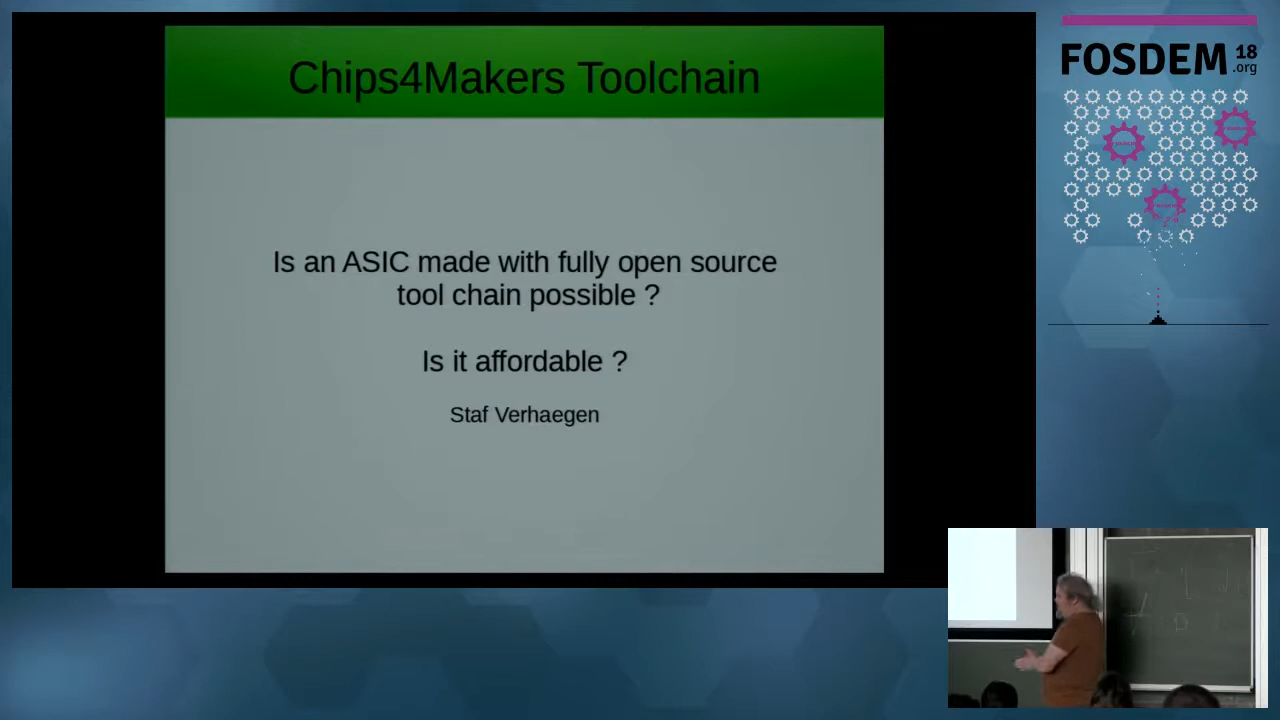 Chips4Makers Toolchain
Is an ASIC made with fully open source
tool chain possible ?
Is it affordable ?
Staf Verhaegen
FOSDEM 18
.org